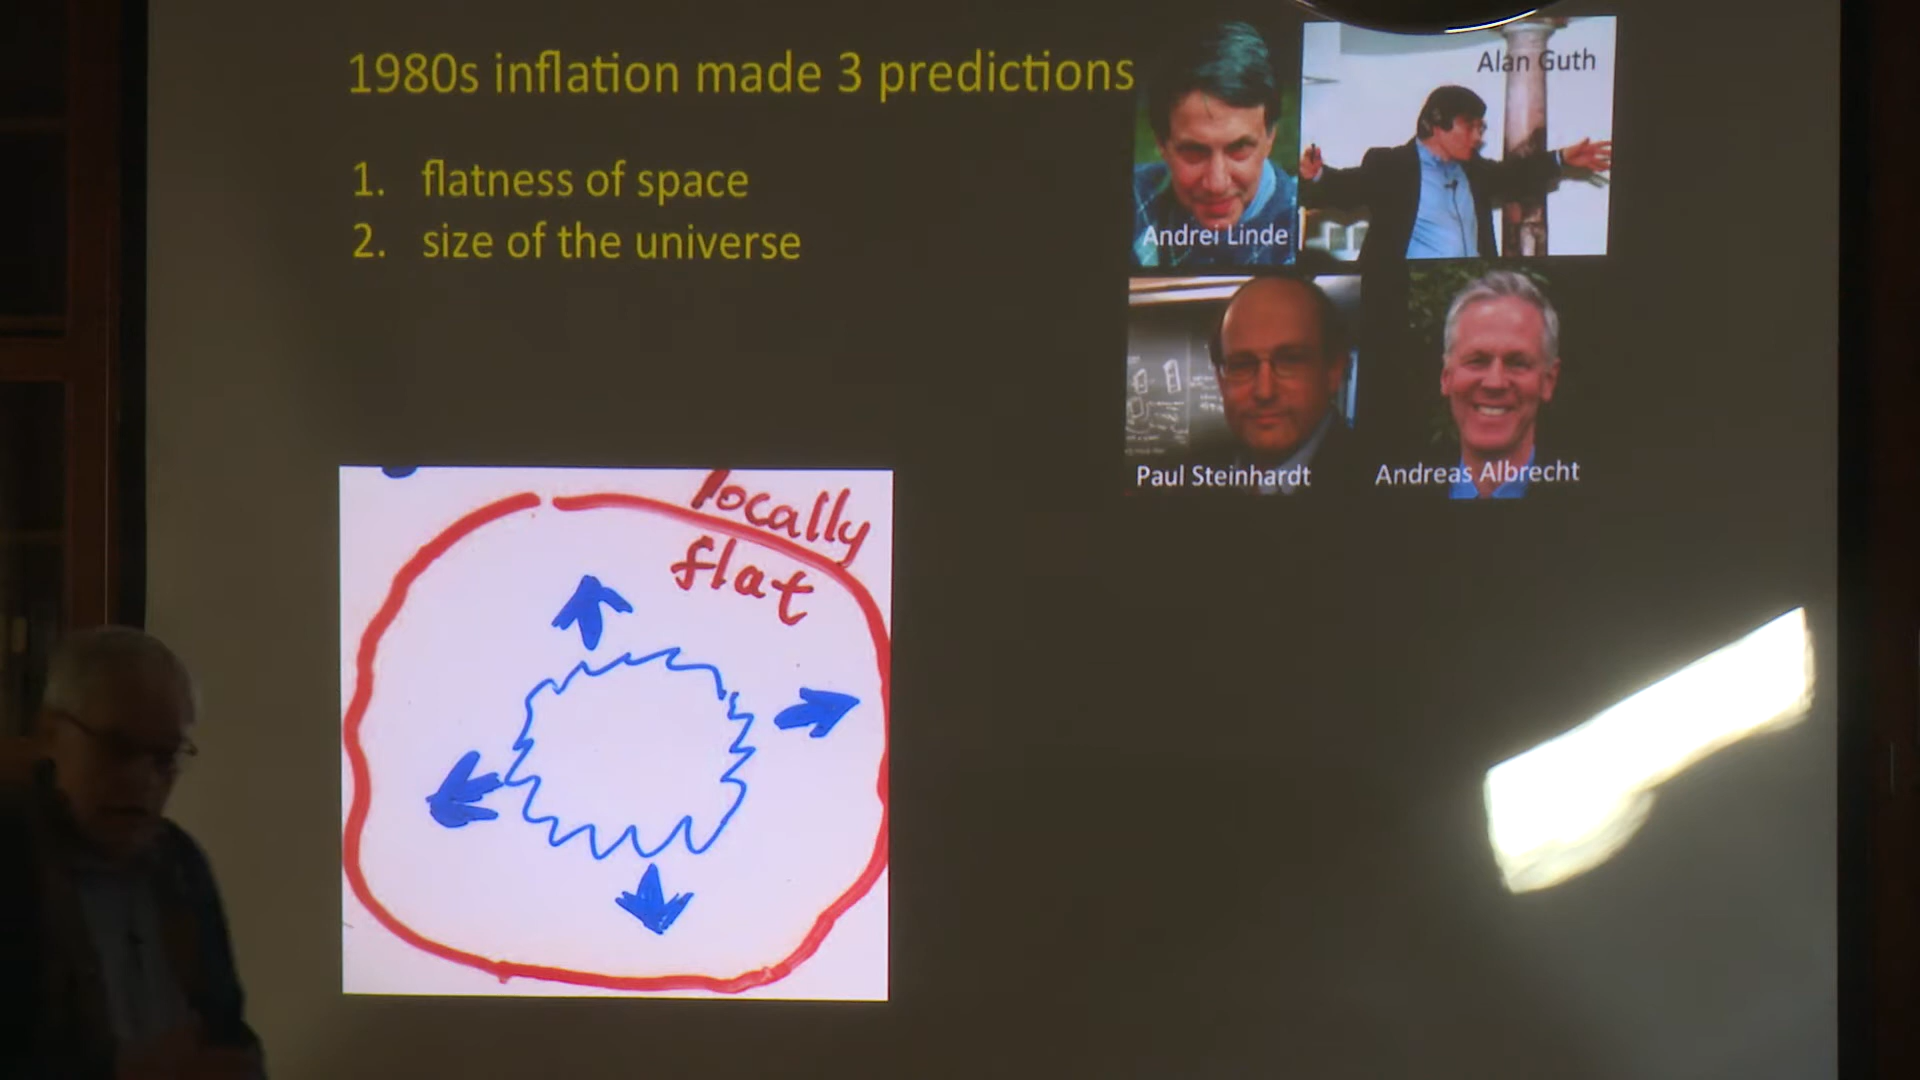 1980s inflation made 3 predictions
1. flatness of space
2. size of the universe
Alan Guth
Andrei Linde
Paul Steinhardt
Andreas Albrecht
locally
flat